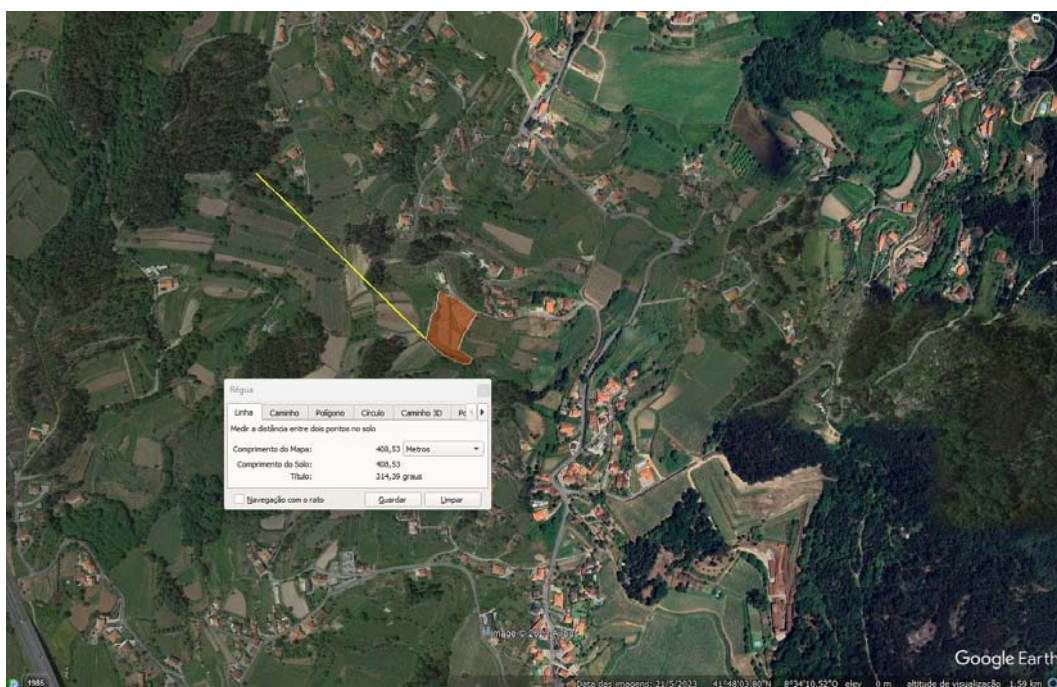 Régua
Linha Caminho Polígono Círculo Caminho 3D
Medir a distância entre dois pontos no solo
Comprimento do Mapa: 408,53 Metros
Comprimento do Solo: 408,53
Título: 314,39 graus
Navegação com o rato Guardar Limpar
Google Earth
1985 Data das imagens: 21/5/2023 41°48'03.80"N 8°34'10.52"O elev 0 m altitude de visualização 1.59 km